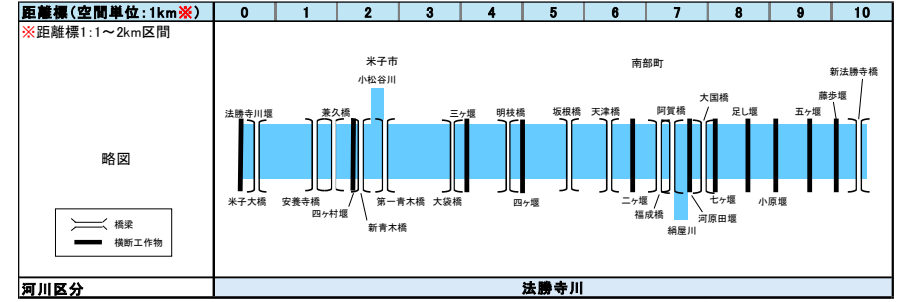 距離標(空間単位:1km※) 0 1 2 3 4 5 6 7 8 9 10
※距離標1:1~2km区間
米子市 南部町
小松谷川 新法勝寺橋
法勝寺川堰 兼久橋 三ヶ堰 明枝橋 坂根橋 天津橋 阿賀橋 大国橋 足し堰 五ヶ堰 藤歩堰
略図
米子大橋 安養寺橋 四ヶ村堰 新青木橋 第一青木橋 大袋橋 四ヶ堰 二ヶ堰 福成橋 絹屋川 河原田堰 七ヶ堰 小原堰
橋梁
横断工作物
河川区分 法勝寺川